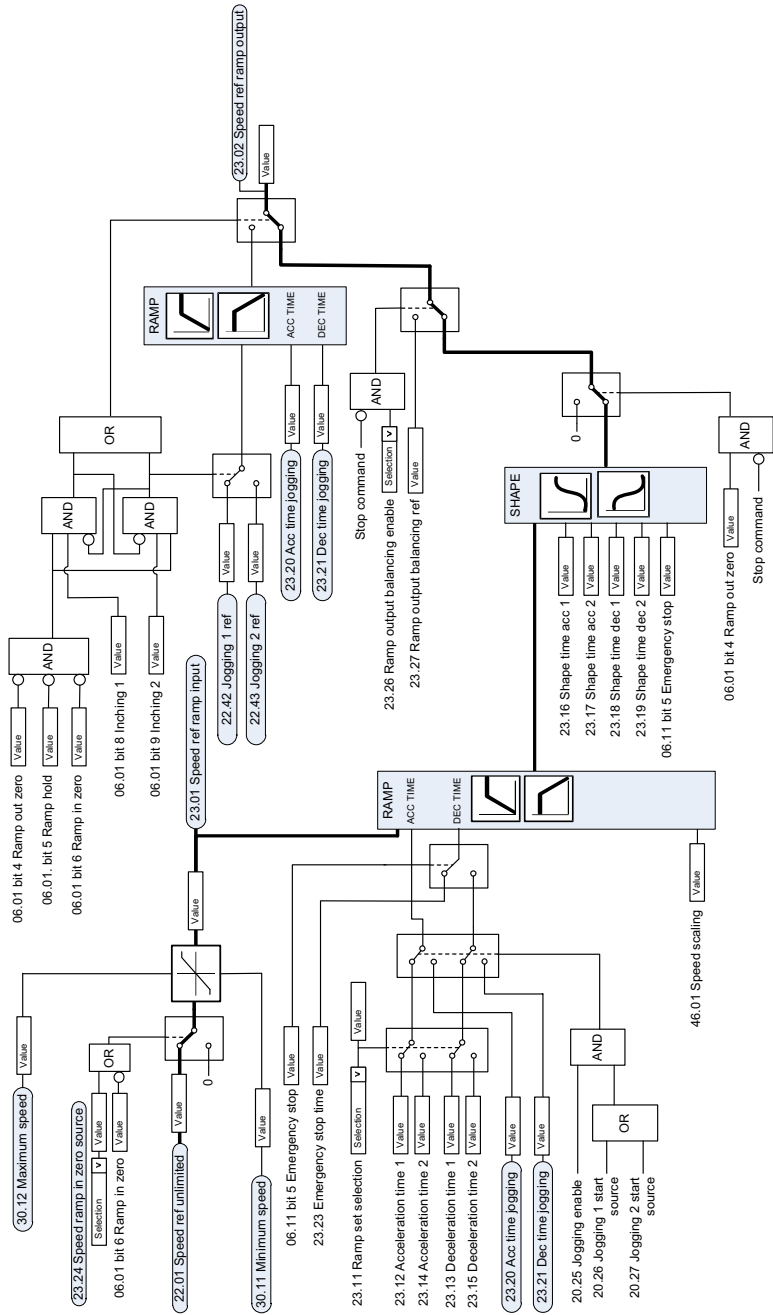 30.12 Maximum speed
Value
23.24 Speed ramp in zero source
Selection v Value
OR
06.01 bit 6 Ramp in zero
Value
22.01 Speed ref unlimited
Value
0
30.11 Minimum speed
Value
Value
23.01 Speed ref ramp input
06.11 bit 5 Emergency stop
Value
23.23 Emergency stop time
Value
23.11 Ramp set selection
Selection v Value
23.12 Acceleration time 1
Value
23.14 Acceleration time 2
Value
23.13 Deceleration time 1
Value
23.15 Deceleration time 2
Value
23.20 Acc time jogging
Value
23.21 Dec time jogging
Value
20.25 Jogging enable
20.26 Jogging 1 start
source
20.27 Jogging 2 start
source
OR
AND
46.01 Speed scaling
Value
RAMP
ACC TIME
DEC TIME
06.01 bit 4 Ramp out zero
Value
06.01. bit 5 Ramp hold
Value
06.01 bit 6 Ramp in zero
Value
AND
06.01 bit 8 Inching 1
Value
06.01 bit 9 Inching 2
Value
AND
AND
OR
22.42 Jogging 1 ref
Value
22.43 Jogging 2 ref
Value
23.20 Acc time jogging
Value
23.21 Dec time jogging
Value
RAMP
ACC TIME
DEC TIME
23.02 Speed ref ramp output
Value
Stop command
23.26 Ramp output balancing enable
Selection v
AND
23.27 Ramp output balancing ref
Value
SHAPE
23.16 Shape time acc 1
Value
23.17 Shape time acc 2
Value
23.18 Shape time dec 1
Value
23.19 Shape time dec 2
Value
06.11 bit 5 Emergency stop
Value
0
06.01 bit 4 Ramp out zero
Value
AND
Stop command